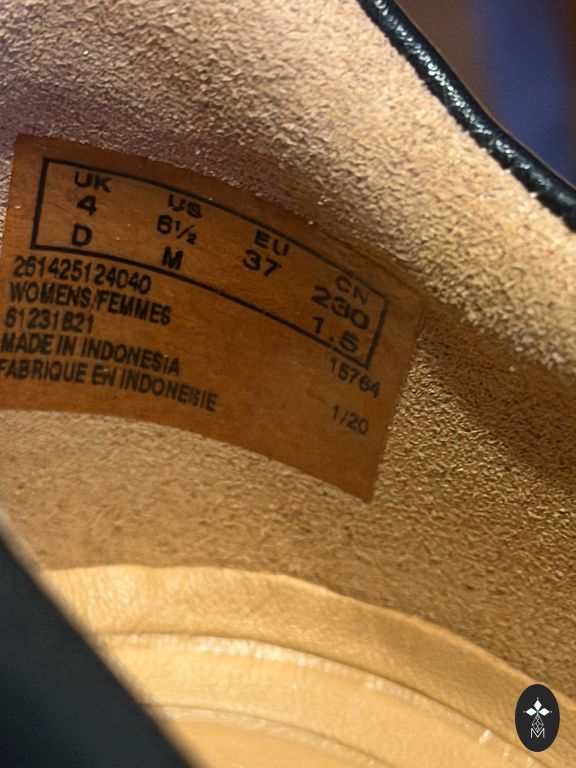 UK US EU CN
4 6½ 37 230
D M 1.5
261425124040
WOMENS/FEMMES
61231621 15764
MADE IN INDONESIA
FABRIQUE EN INDONESIE 1/20
M